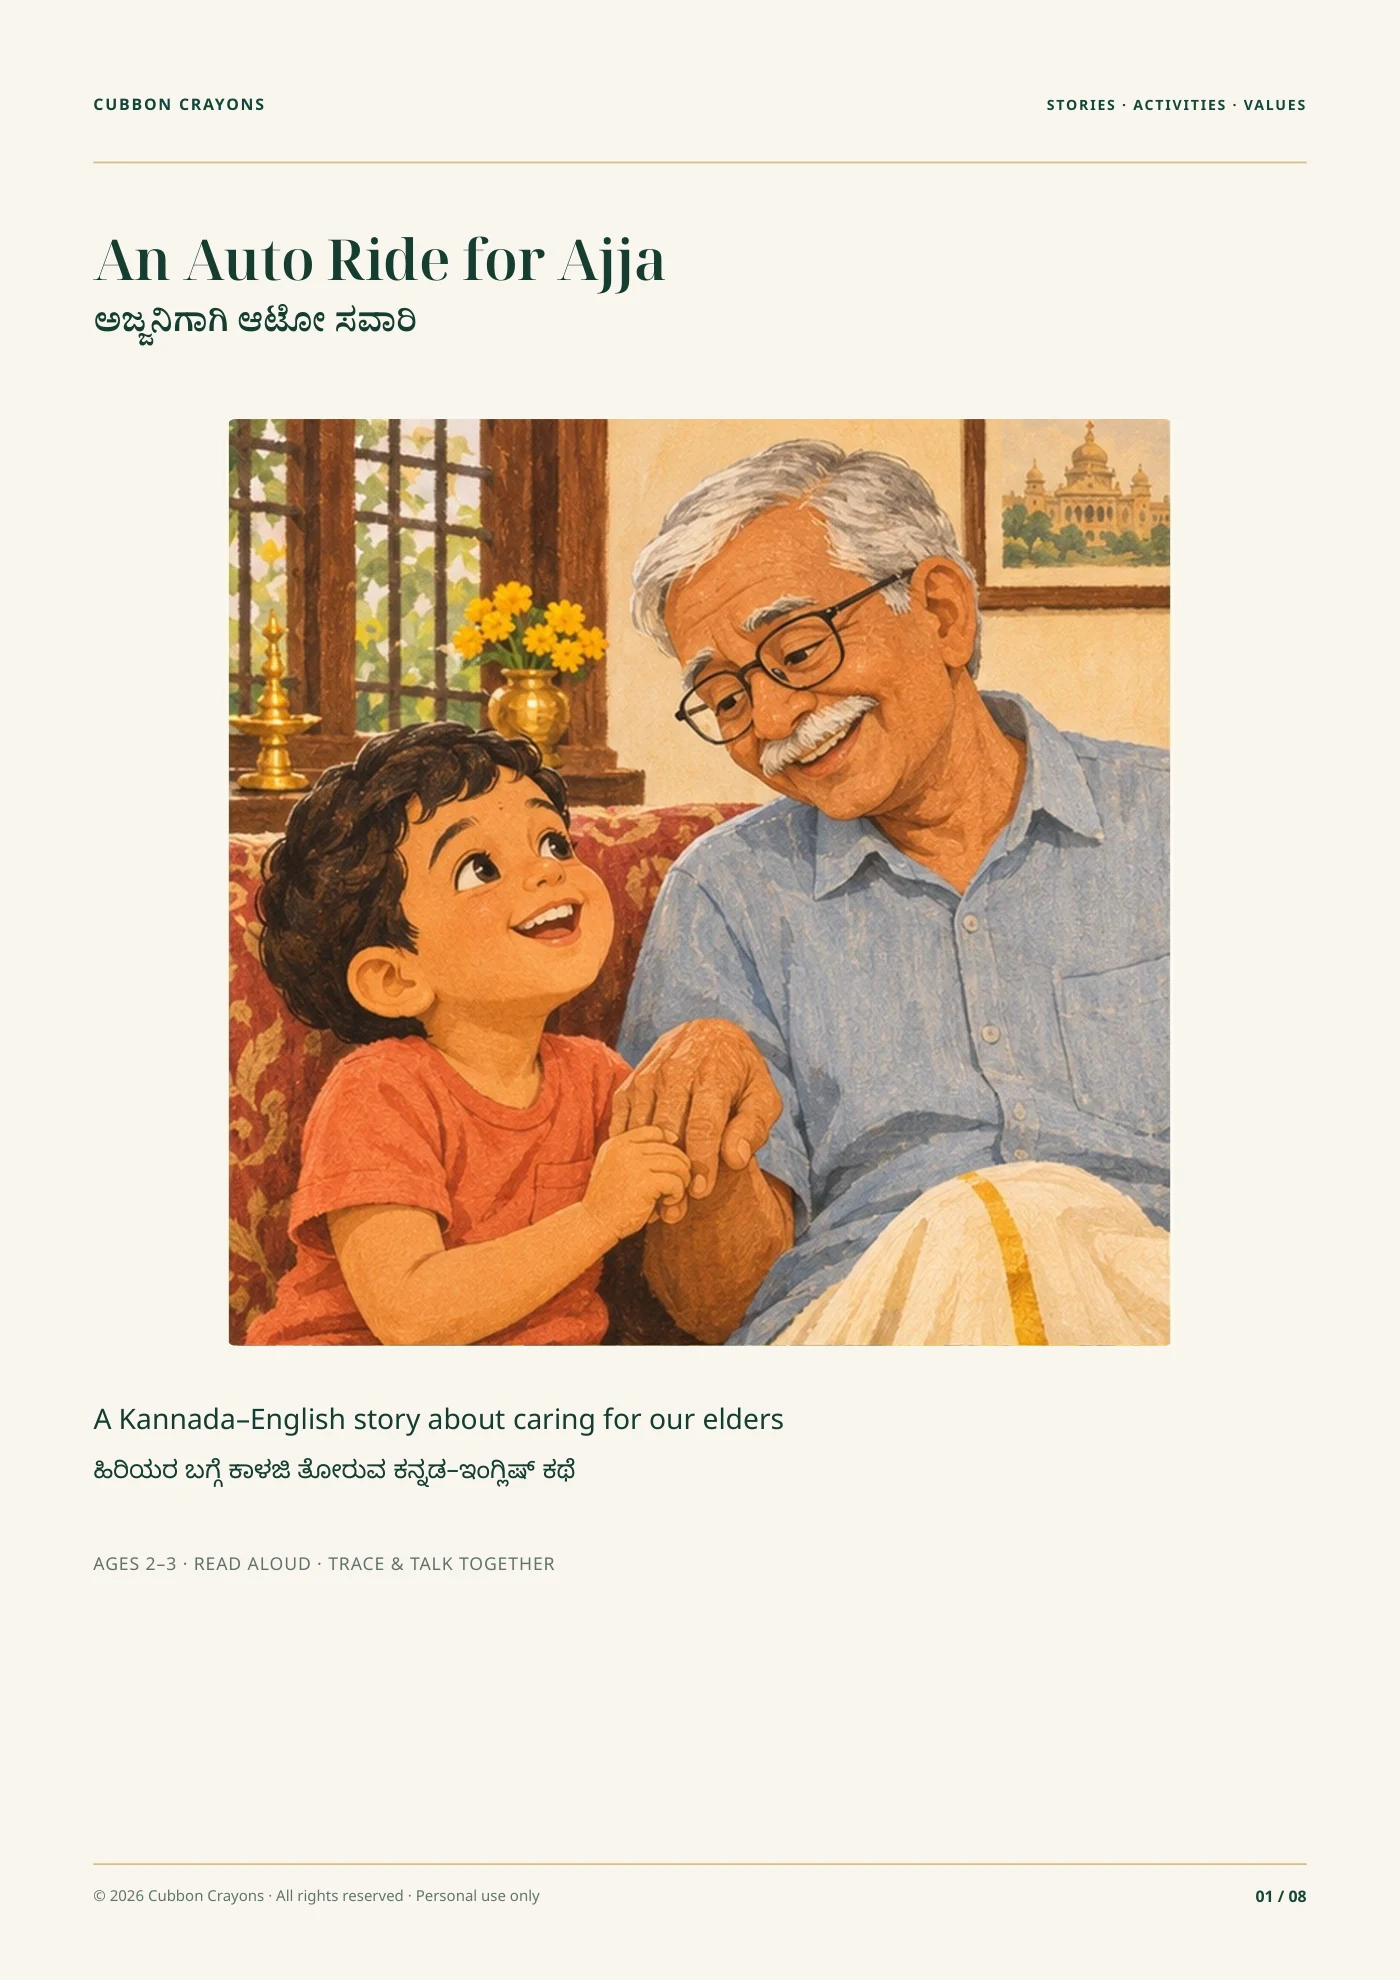 CUBBON CRAYONS
STORIES · ACTIVITIES · VALUES
An Auto Ride for Ajja
ಅಜ್ಜನಿಗಾಗಿ ಆಟೋ ಸವಾರಿ
A Kannada–English story about caring for our elders
ಹಿರಿಯರ ಬಗ್ಗೆ ಕಾಳಜಿ ತೋರುವ ಕನ್ನಡ–ಇಂಗ್ಲಿಷ್ ಕಥೆ
AGES 2–3 · READ ALOUD · TRACE & TALK TOGETHER
© 2026 Cubbon Crayons · All rights reserved · Personal use only
01 / 08